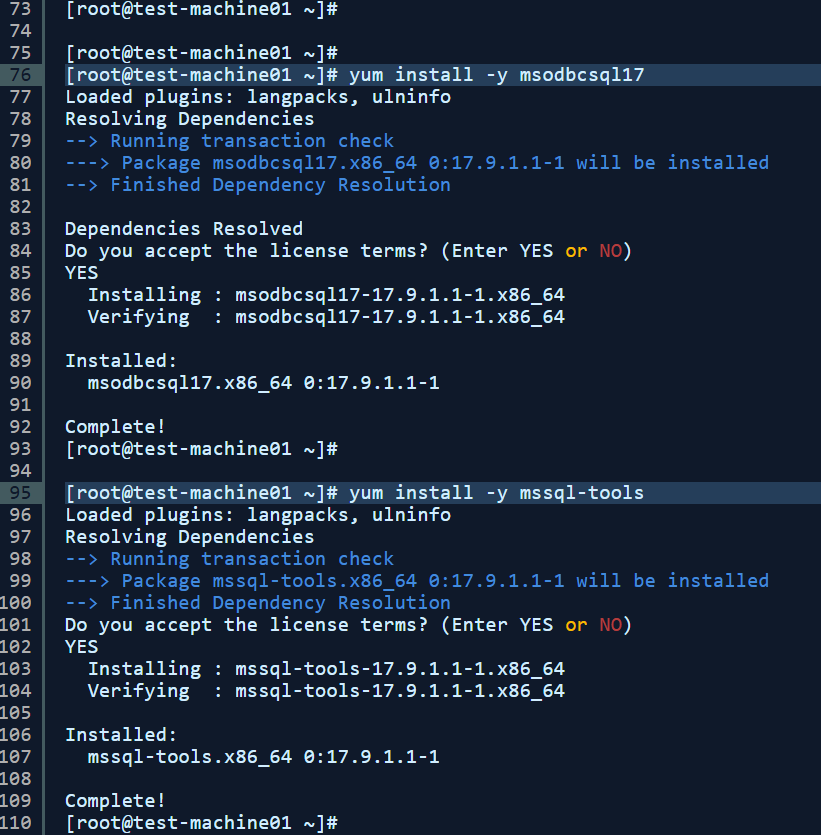 73 [root@test-machine01 ~]#
74
75 [root@test-machine01 ~]#
76 [root@test-machine01 ~]# yum install -y msodbcsql17
77 Loaded plugins: langpacks, ulninfo
78 Resolving Dependencies
79 --> Running transaction check
80 ---> Package msodbcsql17.x86_64 0:17.9.1.1-1 will be installed
81 --> Finished Dependency Resolution
82
83 Dependencies Resolved
84 Do you accept the license terms? (Enter YES or NO)
85 YES
86   Installing : msodbcsql17-17.9.1.1-1.x86_64
87   Verifying  : msodbcsql17-17.9.1.1-1.x86_64
88
89 Installed:
90   msodbcsql17.x86_64 0:17.9.1.1-1
91
92 Complete!
93 [root@test-machine01 ~]#
94
95 [root@test-machine01 ~]# yum install -y mssql-tools
96 Loaded plugins: langpacks, ulninfo
97 Resolving Dependencies
98 --> Running transaction check
99 ---> Package mssql-tools.x86_64 0:17.9.1.1-1 will be installed
100 --> Finished Dependency Resolution
101 Do you accept the license terms? (Enter YES or NO)
102 YES
103   Installing : mssql-tools-17.9.1.1-1.x86_64
104   Verifying  : mssql-tools-17.9.1.1-1.x86_64
105
106 Installed:
107   mssql-tools.x86_64 0:17.9.1.1-1
108
109 Complete!
110 [root@test-machine01 ~]#